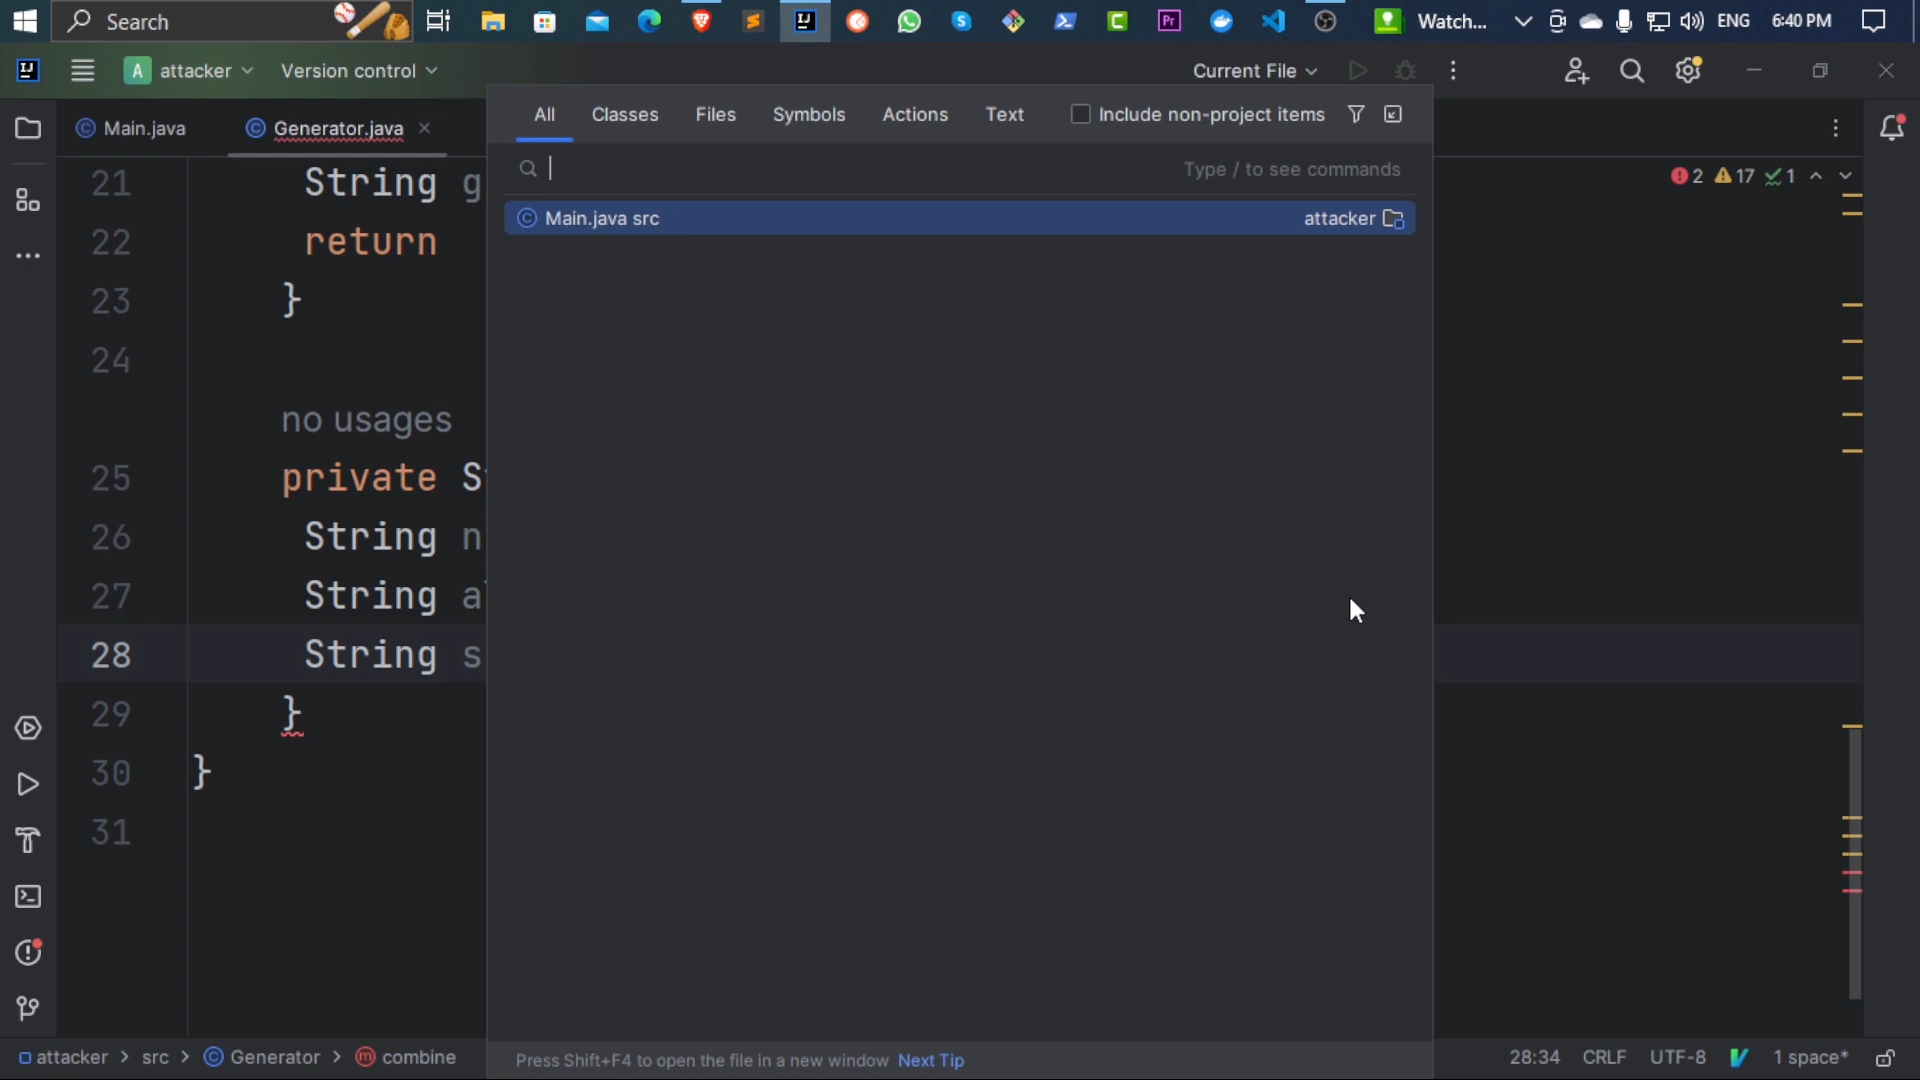 Search
Watch...
ENG
6:40 PM
A attacker
Version control
Current File
Main.java
Generator.java
All Classes Files Symbols Actions Text Include non-project items
Type / to see commands
Main.java src attacker
2 17 1
21 String g
22 return
23 }
24
no usages
25 private S
26 String n
27 String a
28 String s
29 }
30 }
31
Press Shift+F4 to open the file in a new window Next Tip
attacker > src > Generator > combine
28:34 CRLF UTF-8 1 space*